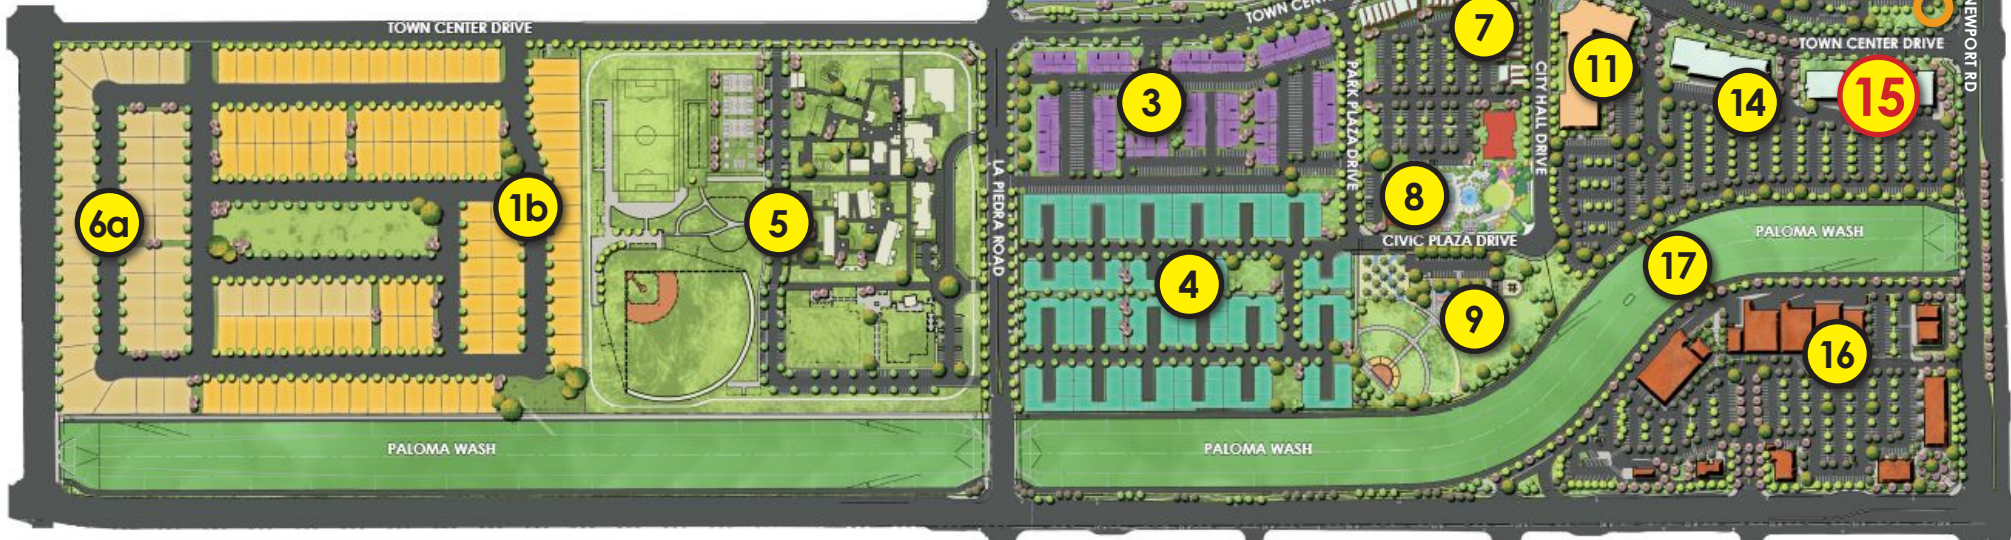 TOWN CENTER DRIVE
TOWN CENT
7
NEWPORT RD
TOWN CENTER DRIVE
11
3
14
15
PARK PLAZA DRIVE
CITY HALL DRIVE
6a
1b
5
LA PIEDRA ROAD
8
CIVIC PLAZA DRIVE
PALOMA WASH
17
4
9
16
PALOMA WASH
PALOMA WASH